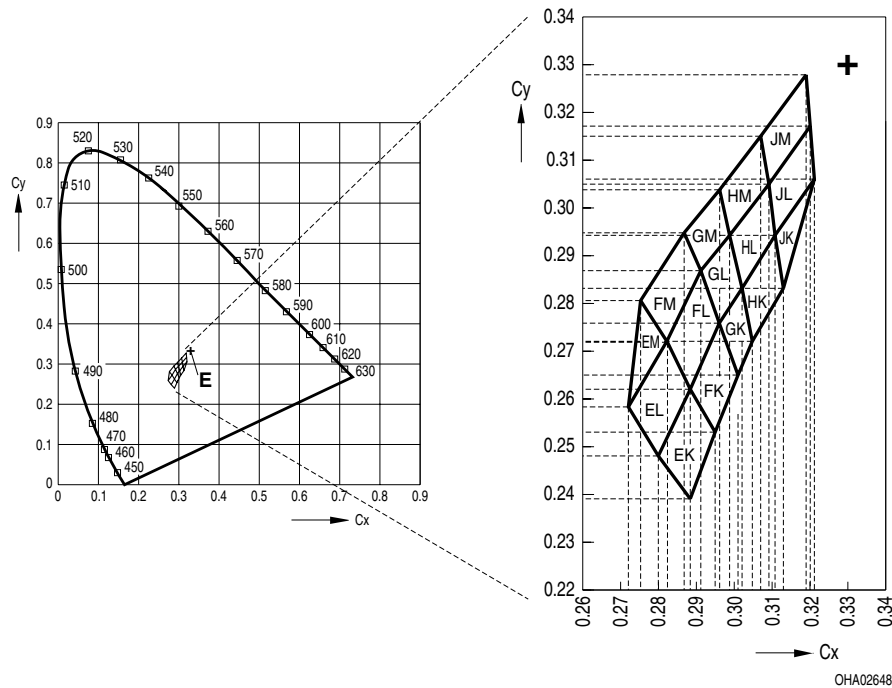 0.9
0.8
0.7
0.6
0.5
0.4
0.3
0.2
0.1
0
Cy
0 0.1 0.2 0.3 0.4 0.5 0.6 0.7 0.8 0.9
Cx
520
530
540
550
560
570
580
590
600
610
620
630
510
500
490
480
470
460
450
E
0.34
0.33
0.32
0.31
0.30
0.29
0.28
0.27
0.26
0.25
0.24
0.23
0.22
Cy
JM
HM
JL
GM
HL
JK
GL
FM
FL
HK
EM
GK
EL
FK
EK
0.26 0.27 0.28 0.29 0.30 0.31 0.32 0.33 0.34
Cx
OHA02648